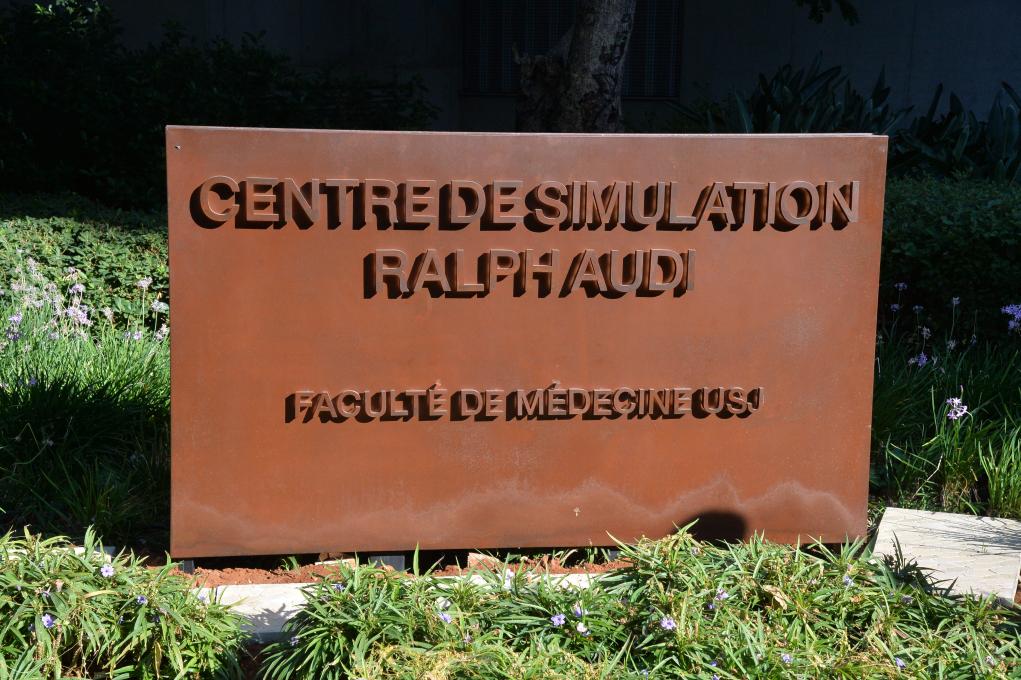 CENTRE DE SIMULATION
RALPH AUDI
FACULTÉ DE MÉDECINE USJ